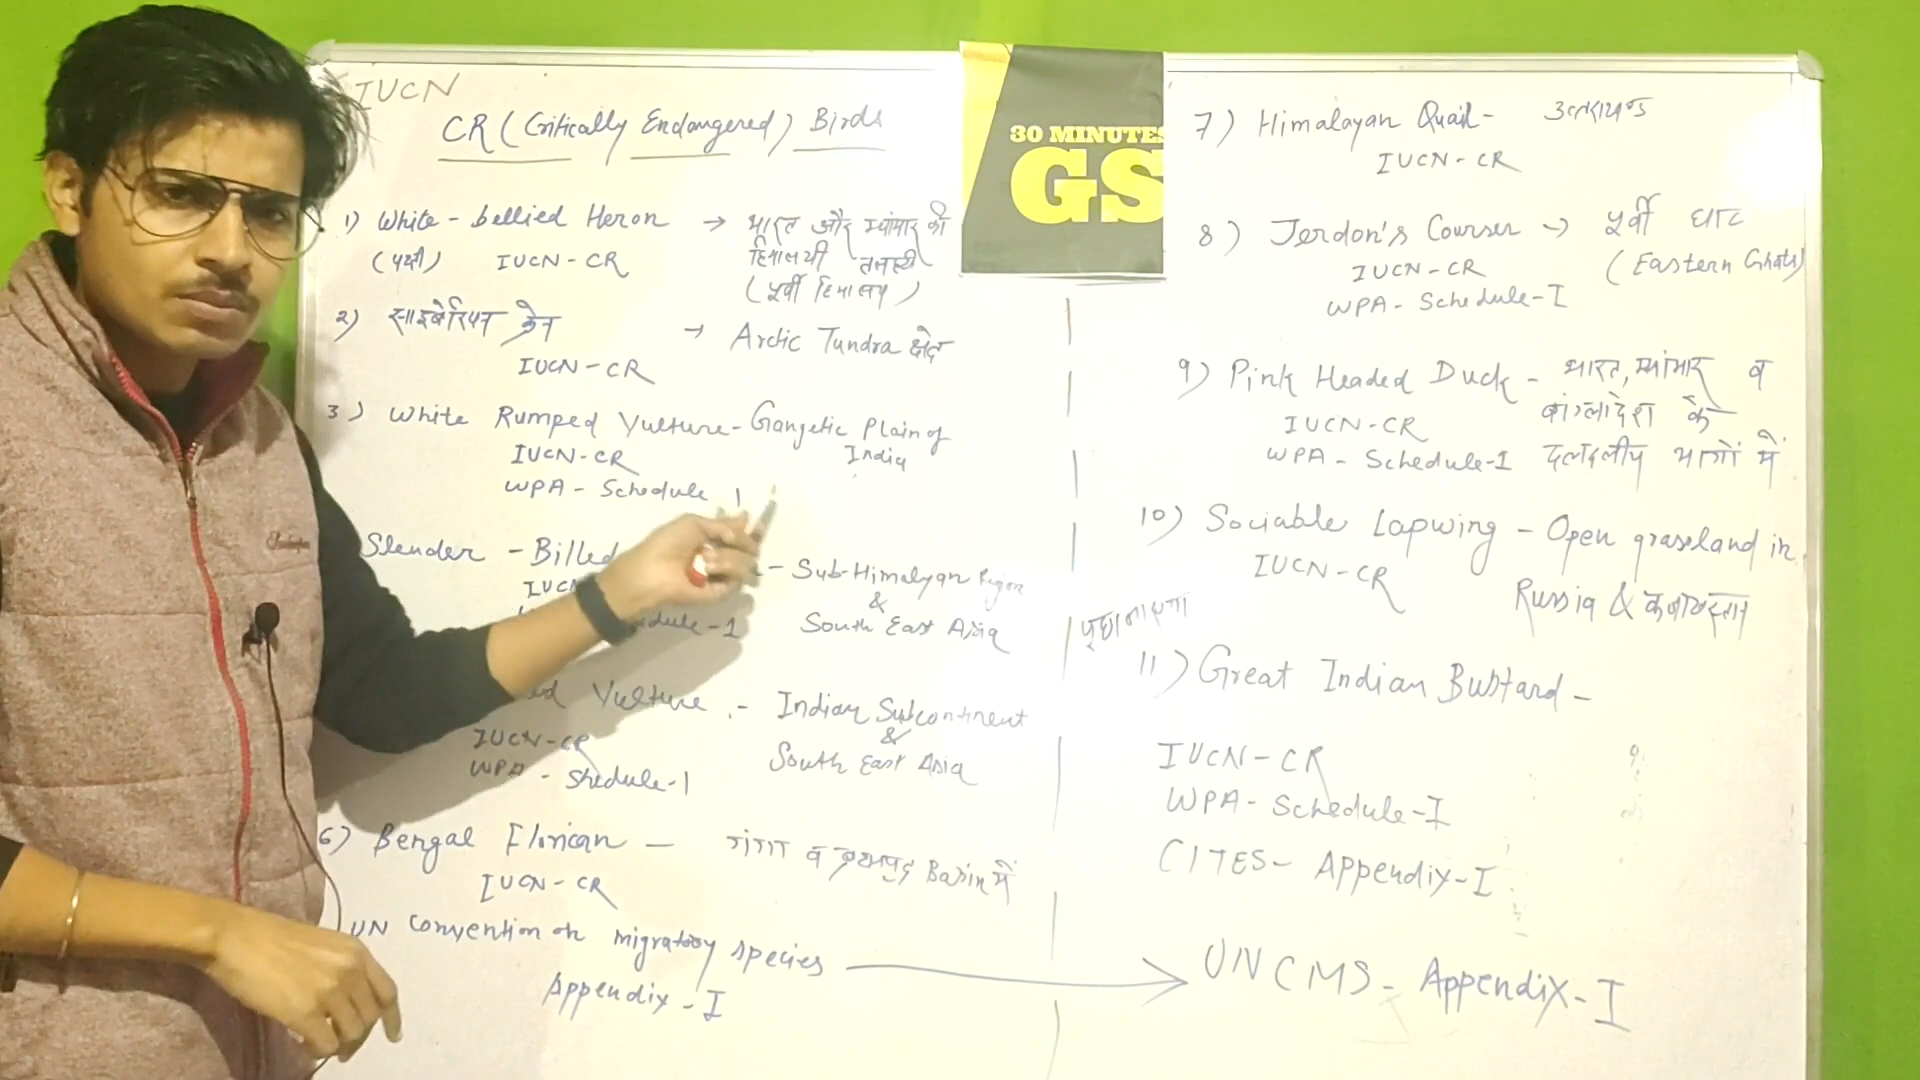 IUCN
CR (Critically Endangered) Birds
1) White - bellied Heron → भारत और म्यांमार की
(पक्षी) IUCN - CR हिमालयी तलहटी
(पूर्वी हिमालय)
2) साइबेरियन क्रेन → Arctic Tundra क्षेत्र
IUCN - CR
3) White Rumped Vulture - Gangetic Plain of
IUCN - CR India
WPA - Schedule 1
Slender - Billed - Sub-Himalyan Region
&
dule - 1 South East Asia
Vulture - Indian Subcontinent
IUCN - CR &
WPA - Shedule - 1 South East Asia
6) Bengal Florican - गंगा व ब्रह्मपुत्र Basin में
IUCN - CR
UN Convention on migratory species
Appendix - I
30 MINUTES
GS
7) Himalayan Quail - उत्तराखण्ड
IUCN - CR
8) Jerdon's Courser → पूर्वी घाट
IUCN - CR (Eastern Ghats)
WPA - Schedule - I
9) Pink Headed Duck - भारत, म्यांमार व
IUCN - CR बांग्लादेश के
WPA - Schedule - I दलदलीय भागों में
10) Sociable Lapwing - Open grassland in
IUCN - CR Russia &
11) Great Indian Bustard -
IUCN - CR
WPA - Schedule - I
CITES - Appendix - I
UN CMS - Appendix - I